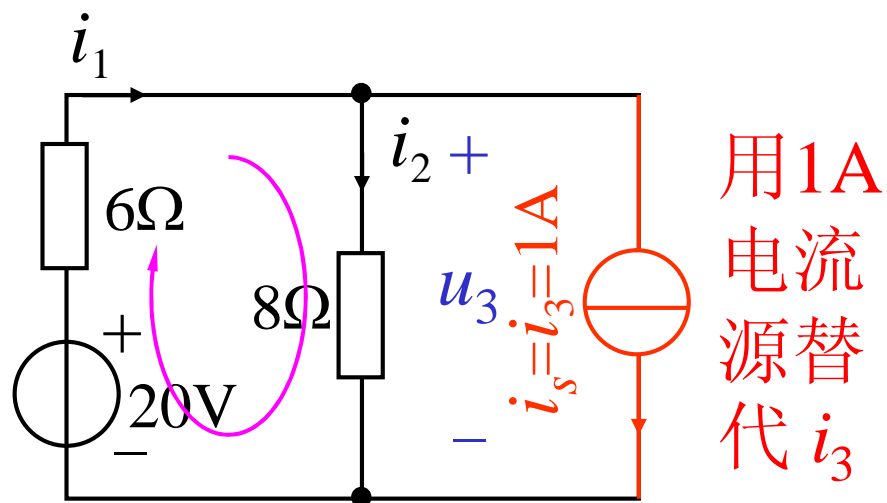 i₁
i₂
+
6Ω
8Ω
u₃
iₛ=i₃=1A
+
20V
−
−
用1A
电流
源替
代 i₃